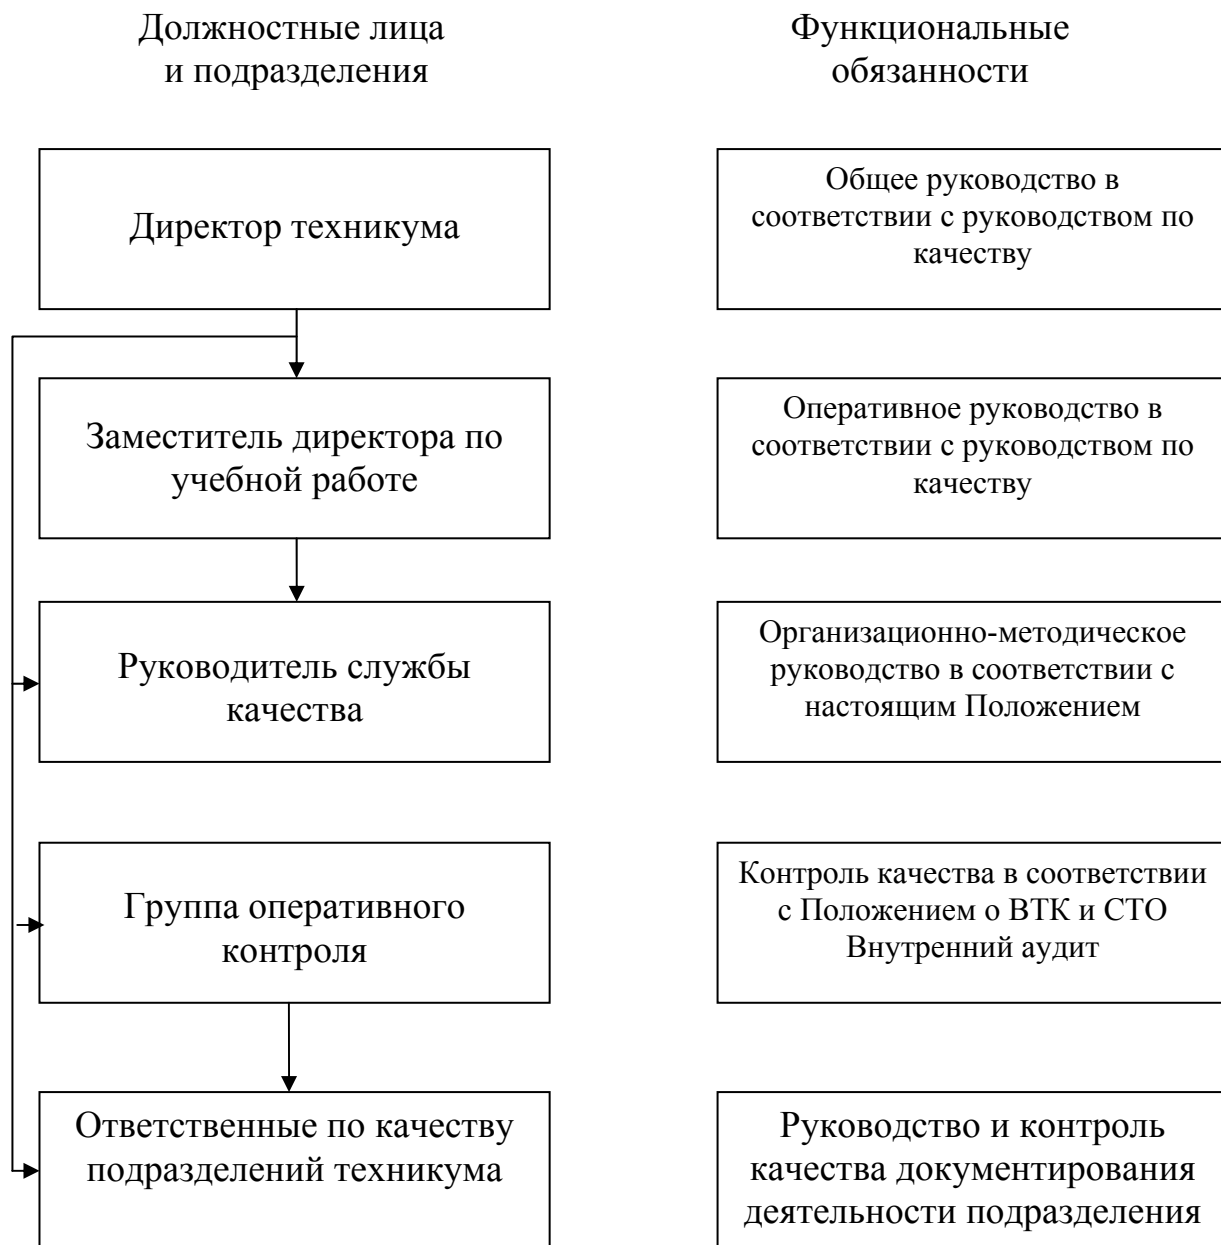 Должностные лица
и подразделения
Функциональные
обязанности
Директор техникума
Общее руководство в
соответствии с руководством по
качеству
Заместитель директора по
учебной работе
Оперативное руководство в
соответствии с руководством по
качеству
Руководитель службы
качества
Организационно-методическое
руководство в соответствии с
настоящим Положением
Группа оперативного
контроля
Контроль качества в соответствии
с Положением о ВТК и СТО
Внутренний аудит
Ответственные по качеству
подразделений техникума
Руководство и контроль
качества документирования
деятельности подразделения